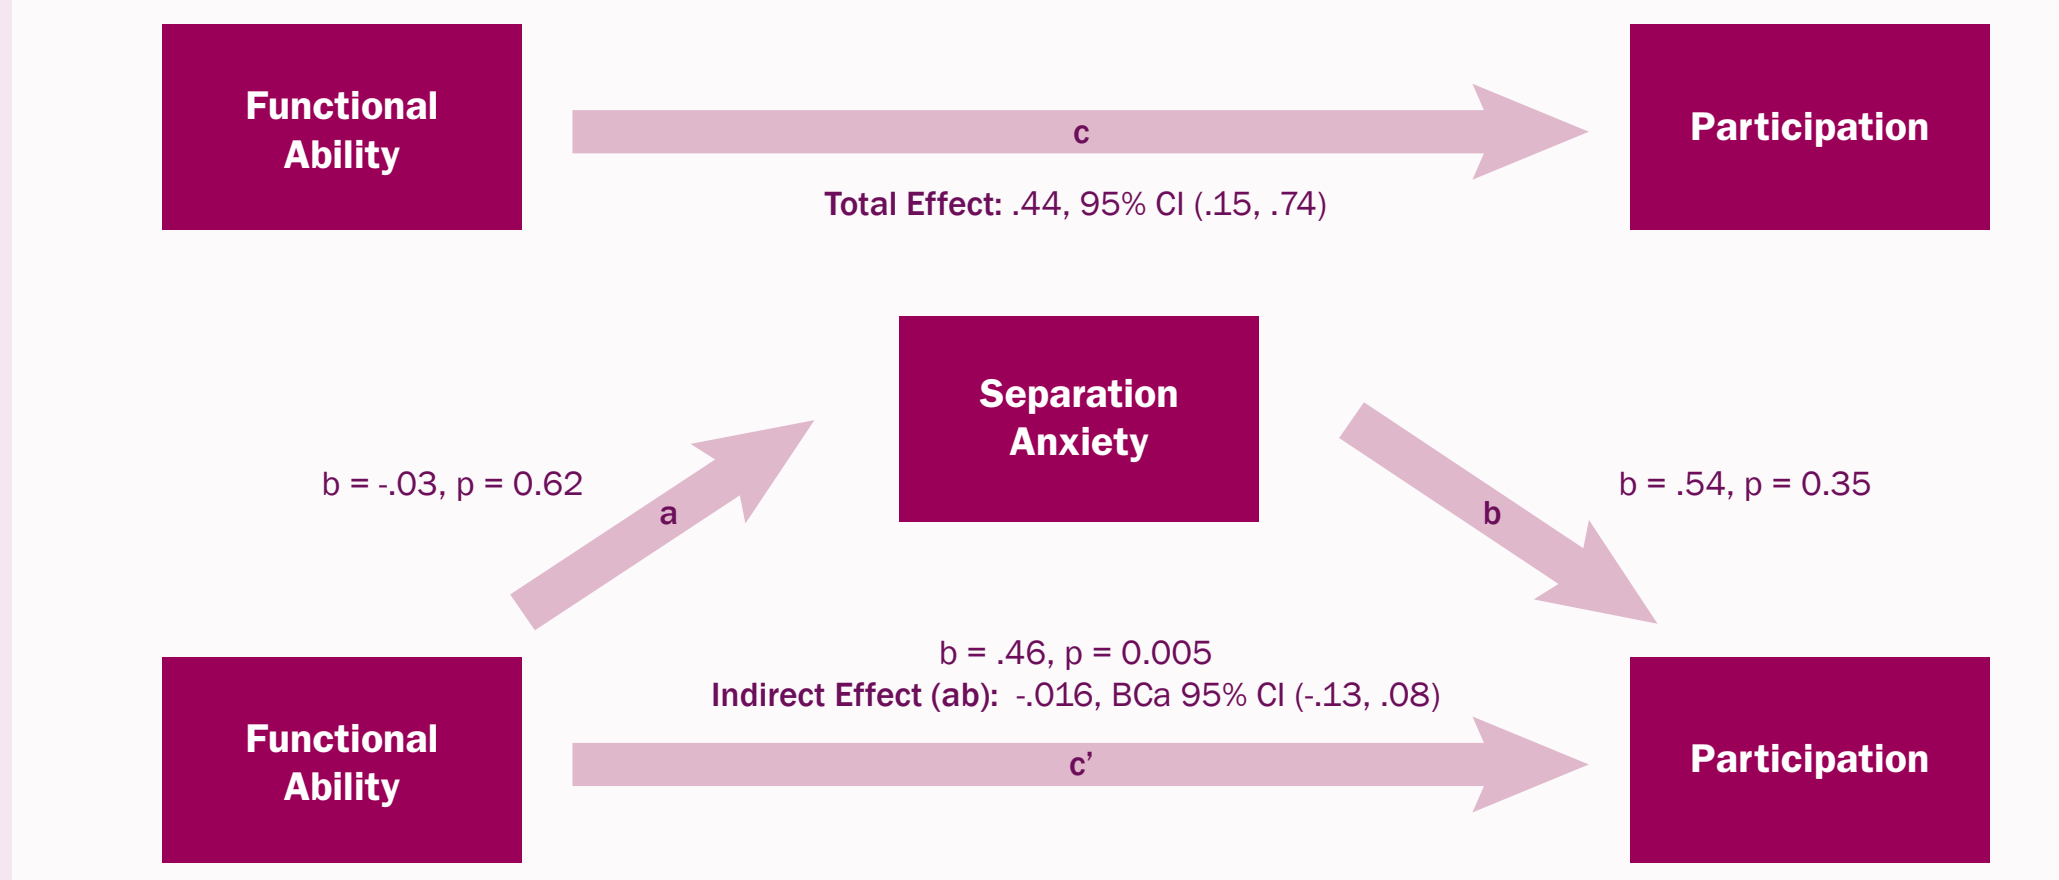 Functional
Ability
c
Participation
Total Effect: .44, 95% CI (.15, .74)
Separation
Anxiety
b = -.03, p = 0.62
a
b = .54, p = 0.35
b
b = .46, p = 0.005
Indirect Effect (ab): -.016, BCa 95% CI (-.13, .08)
Functional
Ability
c’
Participation